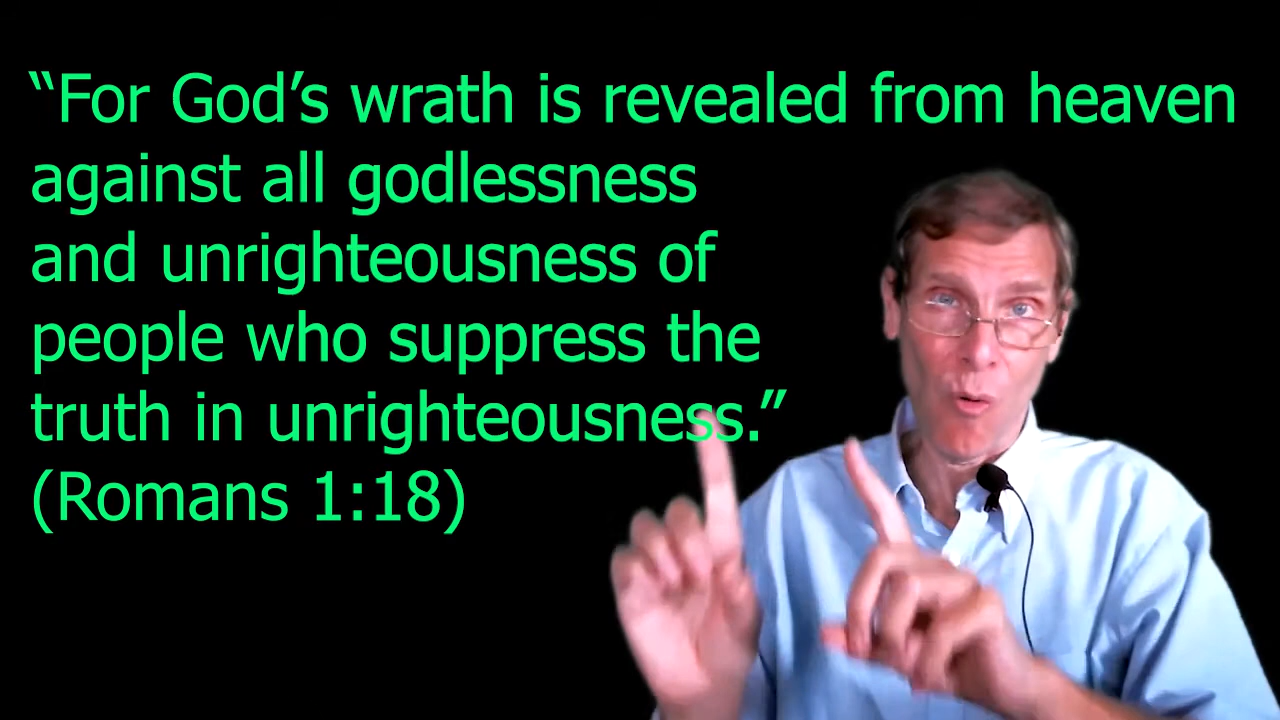 “For God’s wrath is revealed from heaven
against all godlessness
and unrighteousness of
people who suppress the
truth in unrighteousness.”
(Romans 1:18)